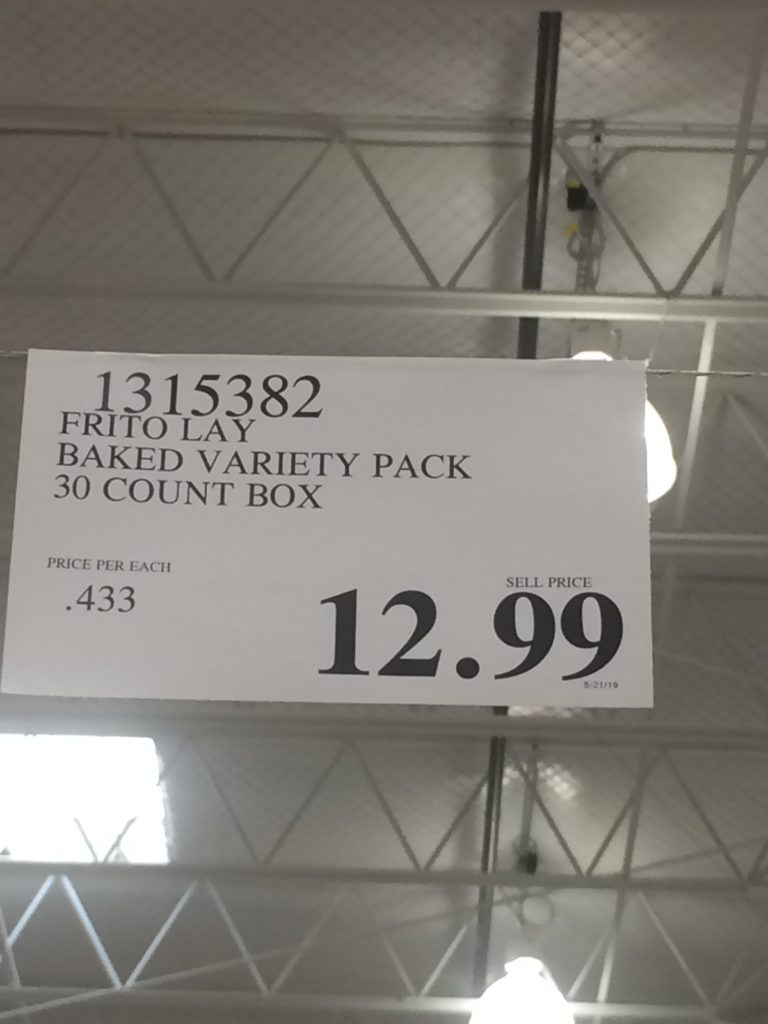 1315382
FRITO LAY
BAKED VARIETY PACK
30 COUNT BOX
PRICE PER EACH
.433
SELL PRICE
12.99
5/21/19